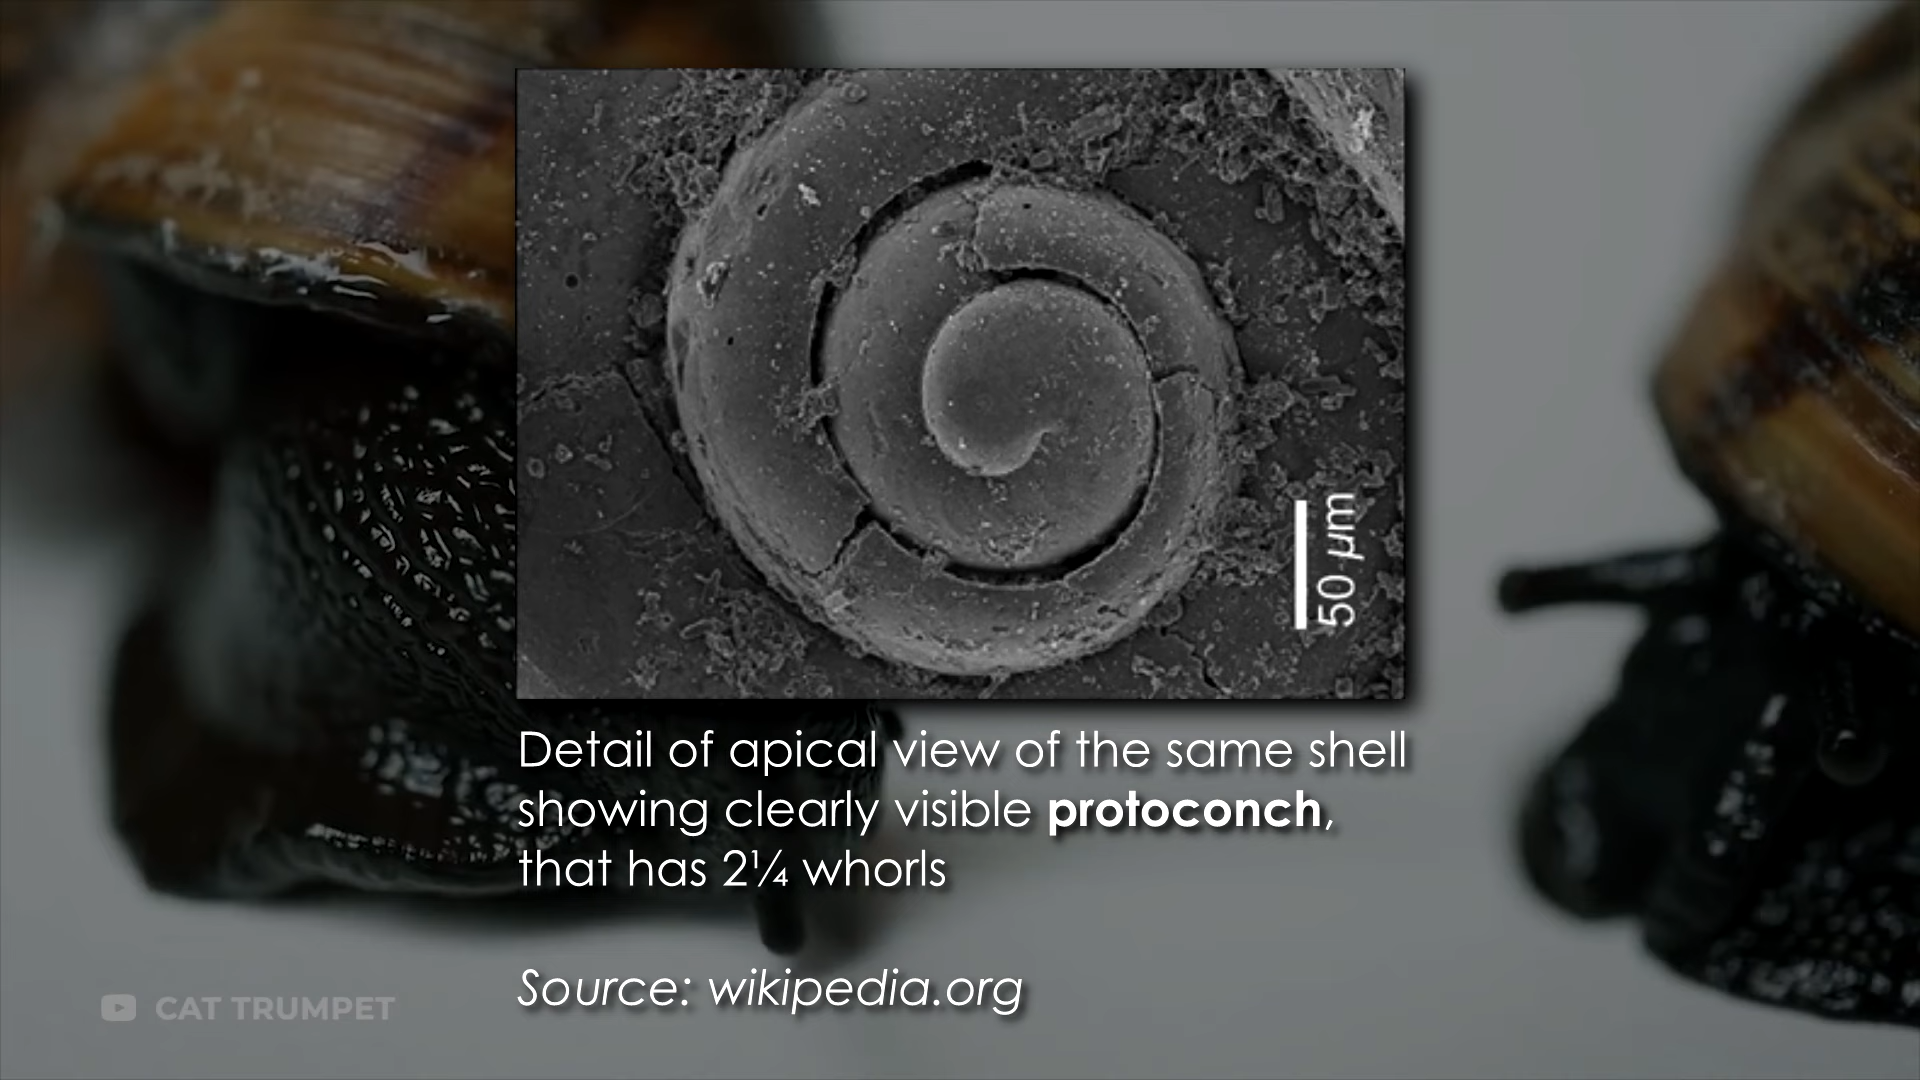 50 µm
Detail of apical view of the same shell
showing clearly visible protoconch,
that has 2¼ whorls
Source: wikipedia.org
CAT TRUMPET